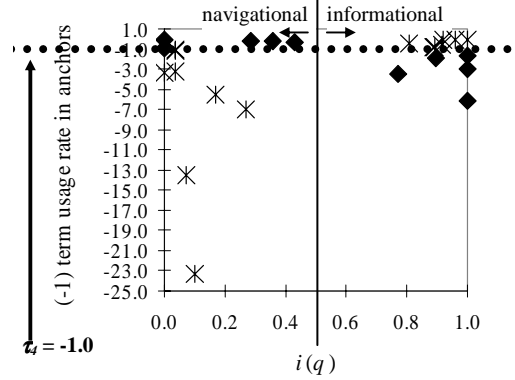 navigational informational
1.0
-1.0
-3.0
-5.0
-7.0
-9.0
-11.0
-13.0
-15.0
-17.0
-19.0
-21.0
-23.0
-25.0
(-1) term usage rate in anchors
0.0 0.2 0.4 0.6 0.8 1.0
τ4 = -1.0
i(q)